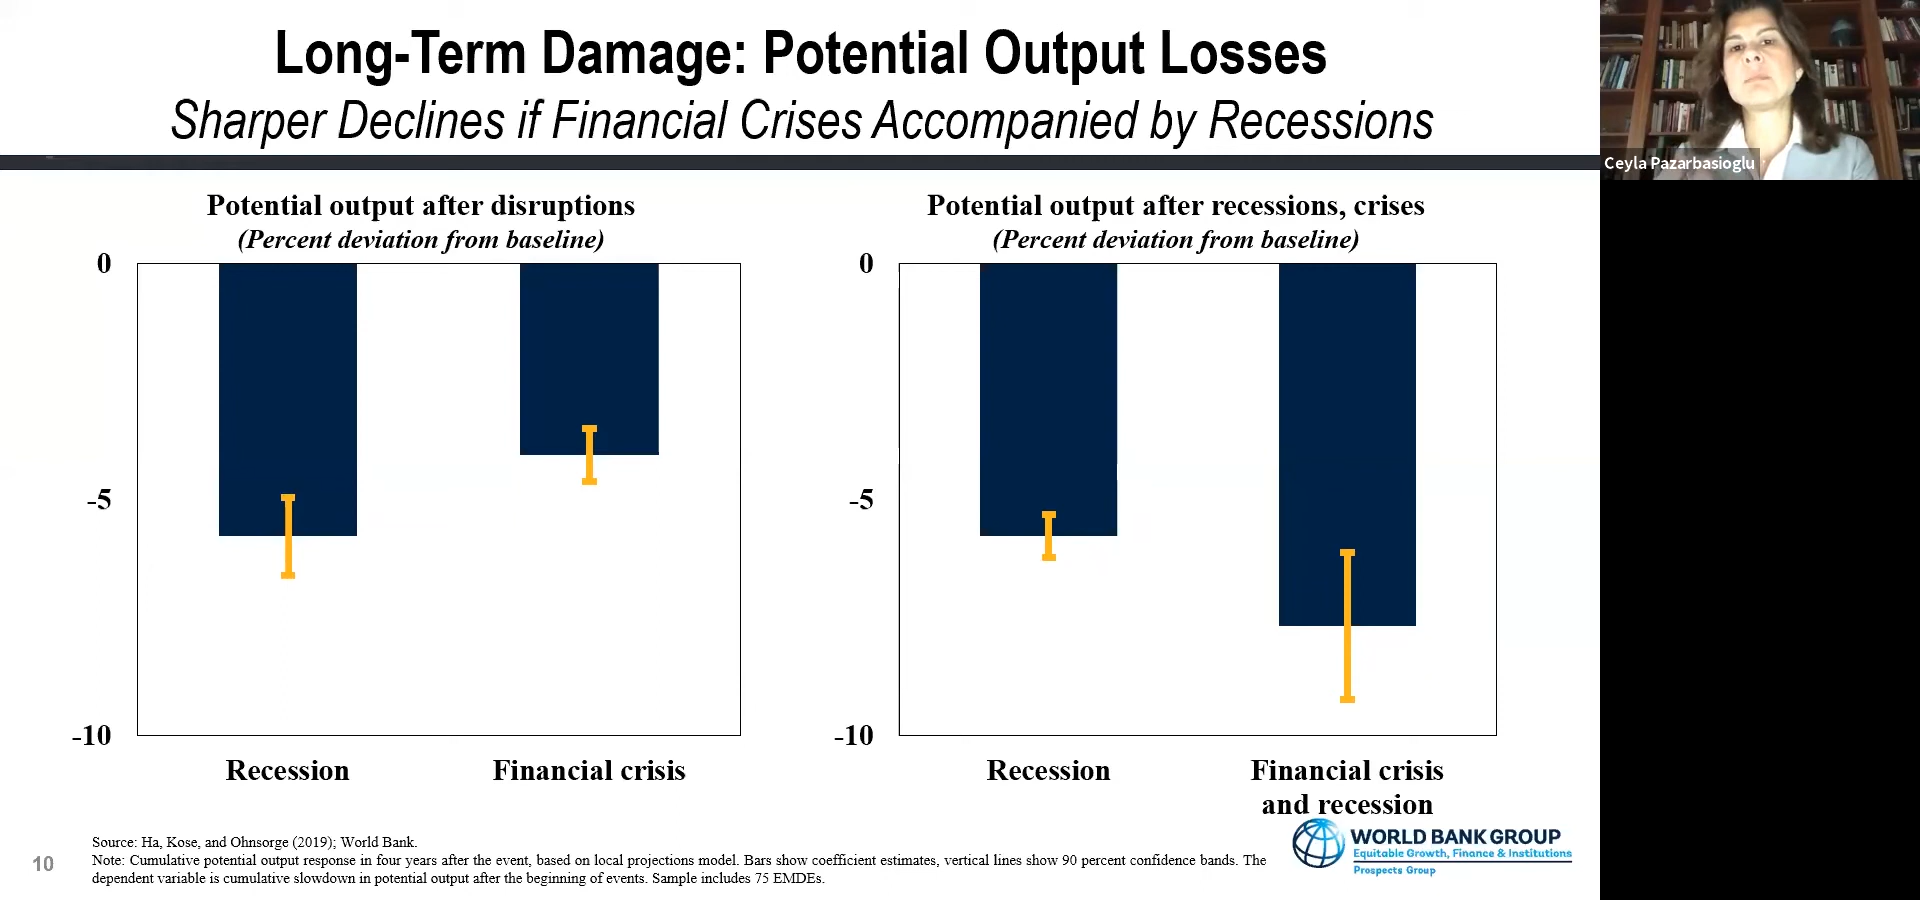 Long-Term Damage: Potential Output Losses
Sharper Declines if Financial Crises Accompanied by Recessions
Ceyla Pazarbasioglu
Potential output after disruptions
(Percent deviation from baseline)
0
-5
-10
Recession
Financial crisis
Potential output after recessions, crises
(Percent deviation from baseline)
0
-5
-10
Recession
Financial crisis
and recession
Source: Ha, Kose, and Ohnsorge (2019); World Bank.
Note: Cumulative potential output response in four years after the event, based on local projections model. Bars show coefficient estimates, vertical lines show 90 percent confidence bands. The
dependent variable is cumulative slowdown in potential output after the beginning of events. Sample includes 75 EMDEs.
10
WORLD BANK GROUP
Equitable Growth, Finance & Institutions
Prospects Group